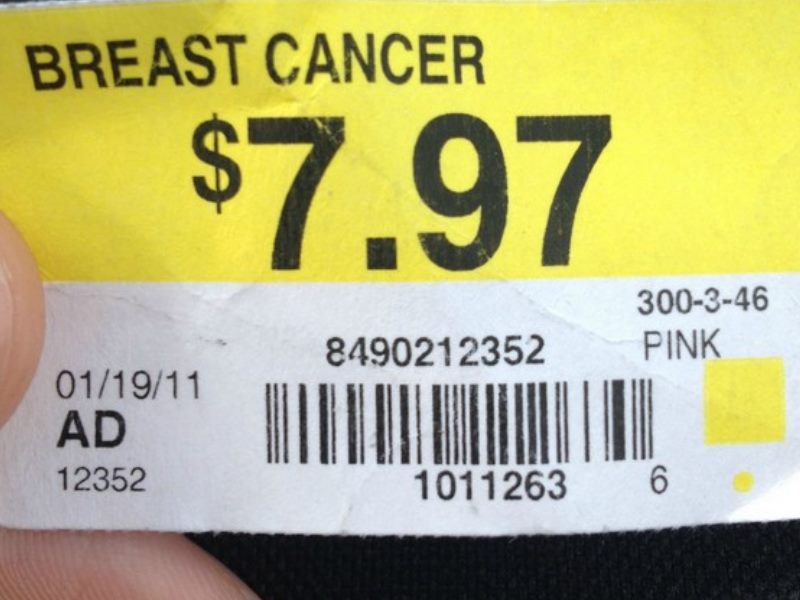 BREAST CANCER
$7.97
300-3-46
PINK
8490212352
01/19/11
AD
12352
1011263 6